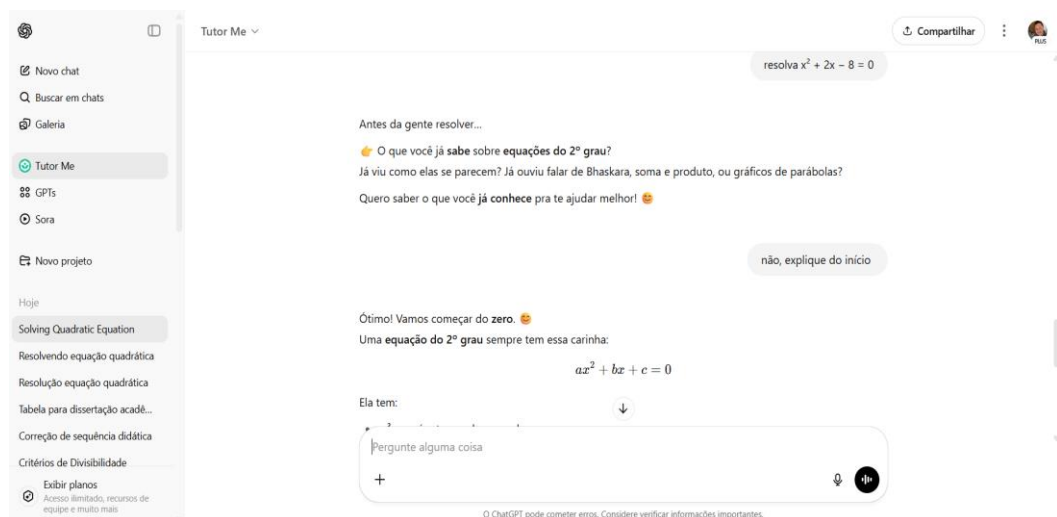 Tutor Me
Compartilhar
PLUS
Novo chat
Buscar em chats
Galeria
Tutor Me
GPTs
Sora
Novo projeto
Hoje
Solving Quadratic Equation
Resolvendo equação quadrática
Resolução equação quadrática
Tabela para dissertação acadê...
Correção de sequência didática
Critérios de Divisibilidade
Exibir planos
Acesso ilimitado, recursos de
equipe e muito mais
resolva x² + 2x − 8 = 0
Antes da gente resolver...
👉 O que você já sabe sobre equações do 2º grau?
Já viu como elas se parecem? Já ouviu falar de Bhaskara, soma e produto, ou gráficos de parábolas?
Quero saber o que você já conhece pra te ajudar melhor! 😄
não, explique do início
Ótimo! Vamos começar do zero. 😄
Uma equação do 2º grau sempre tem essa carinha:
ax² + bx + c = 0
Ela tem:
Pergunte alguma coisa
O ChatGPT pode cometer erros. Considere verificar informações importantes.